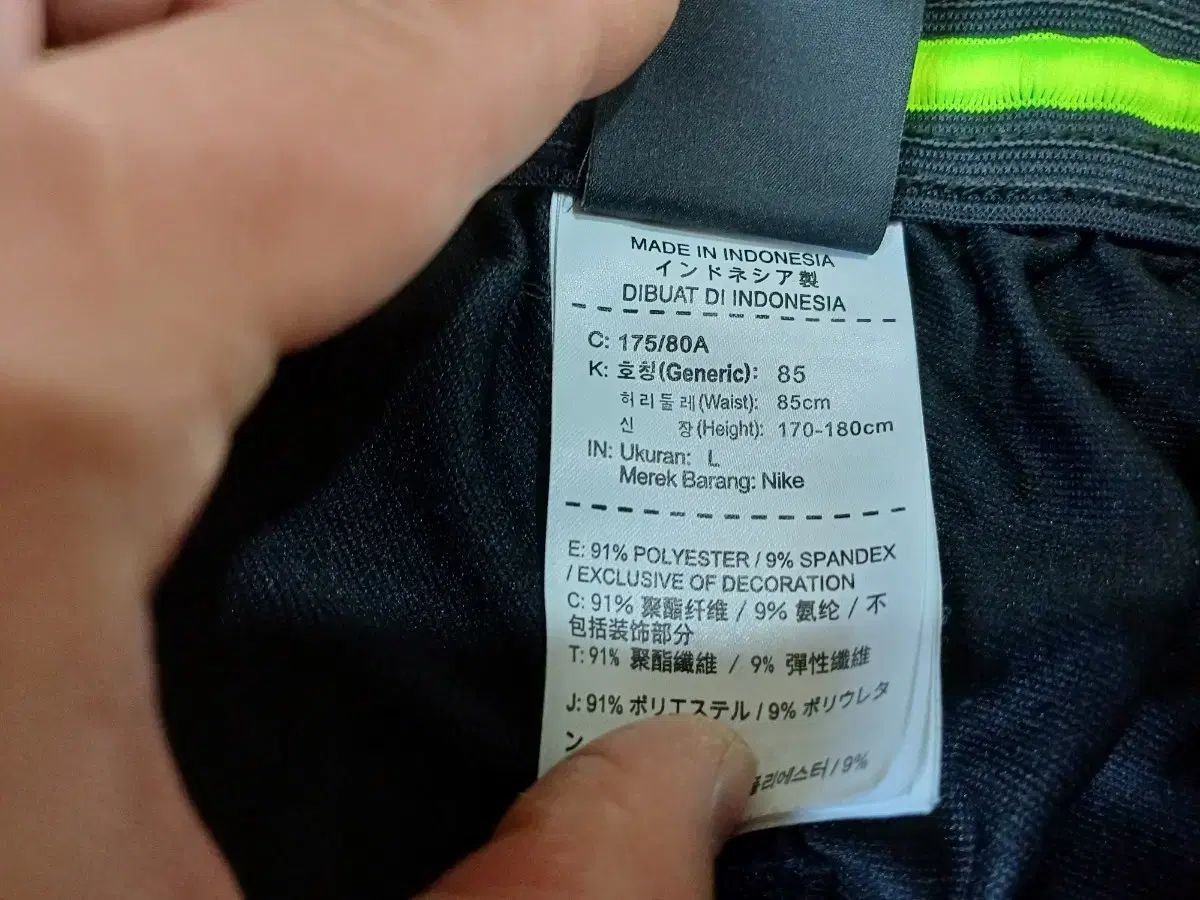 MADE IN INDONESIA
インドネシア製
DIBUAT DI INDONESIA
C: 175/80A
K: 호칭(Generic): 85
허리둘레(Waist): 85cm
신 장(Height): 170-180cm
IN: Ukuran: L
Merek Barang: Nike
E: 91% POLYESTER / 9% SPANDEX
/ EXCLUSIVE OF DECORATION
C: 91% 聚酯纤维 / 9% 氨纶 / 不
包括装饰部分
T: 91% 聚酯纖維 / 9% 彈性纖維
J: 91% ポリエステル / 9% ポリウレタ
ン
/ 9%